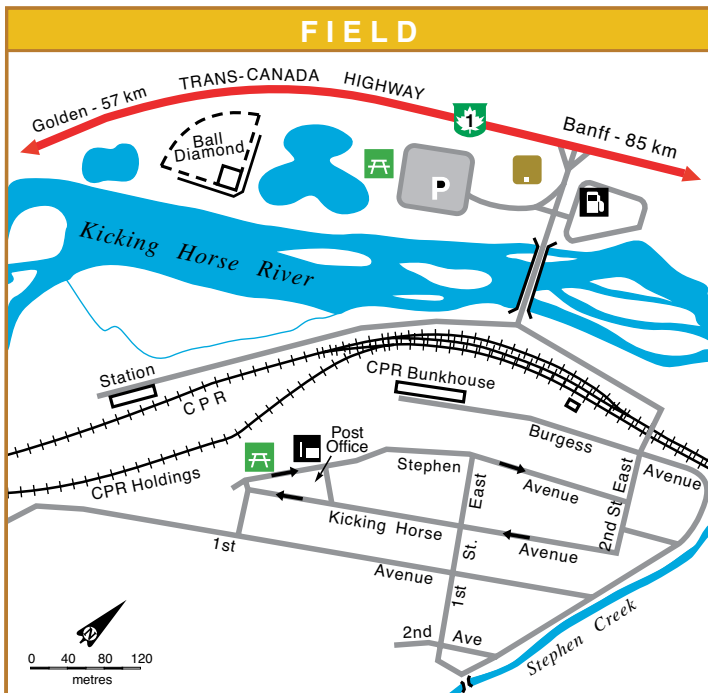 FIELD
TRANS-CANADA HIGHWAY
Golden - 57 km
1
Banff - 85 km
Ball
Diamond
P
Kicking Horse River
Station
CPR
CPR Bunkhouse
Burgess Avenue
Post
Office
CPR Holdings
Stephen Avenue
Kicking Horse Avenue
1st Avenue
1st St. East
2nd St East
2nd Ave
Stephen Creek
N
0 40 80 120
metres